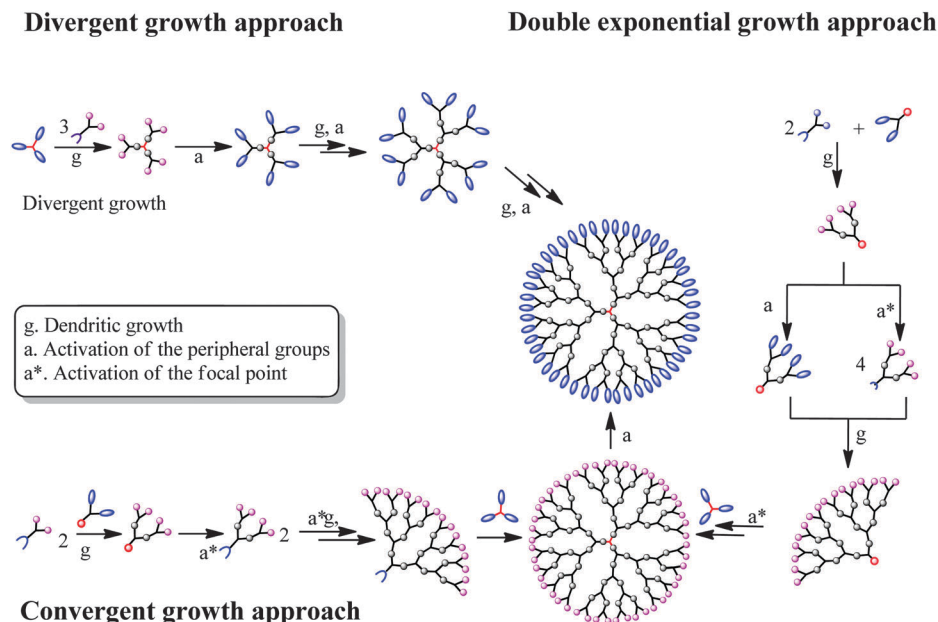 Divergent growth approach
Double exponential growth approach
3
g
a
g, a
Divergent growth
g, a
2 +
g
a
a*
4
g
g. Dendritic growth
a. Activation of the peripheral groups
a*. Activation of the focal point
a
2
g
a*
2
a*g,
a*
Convergent growth approach